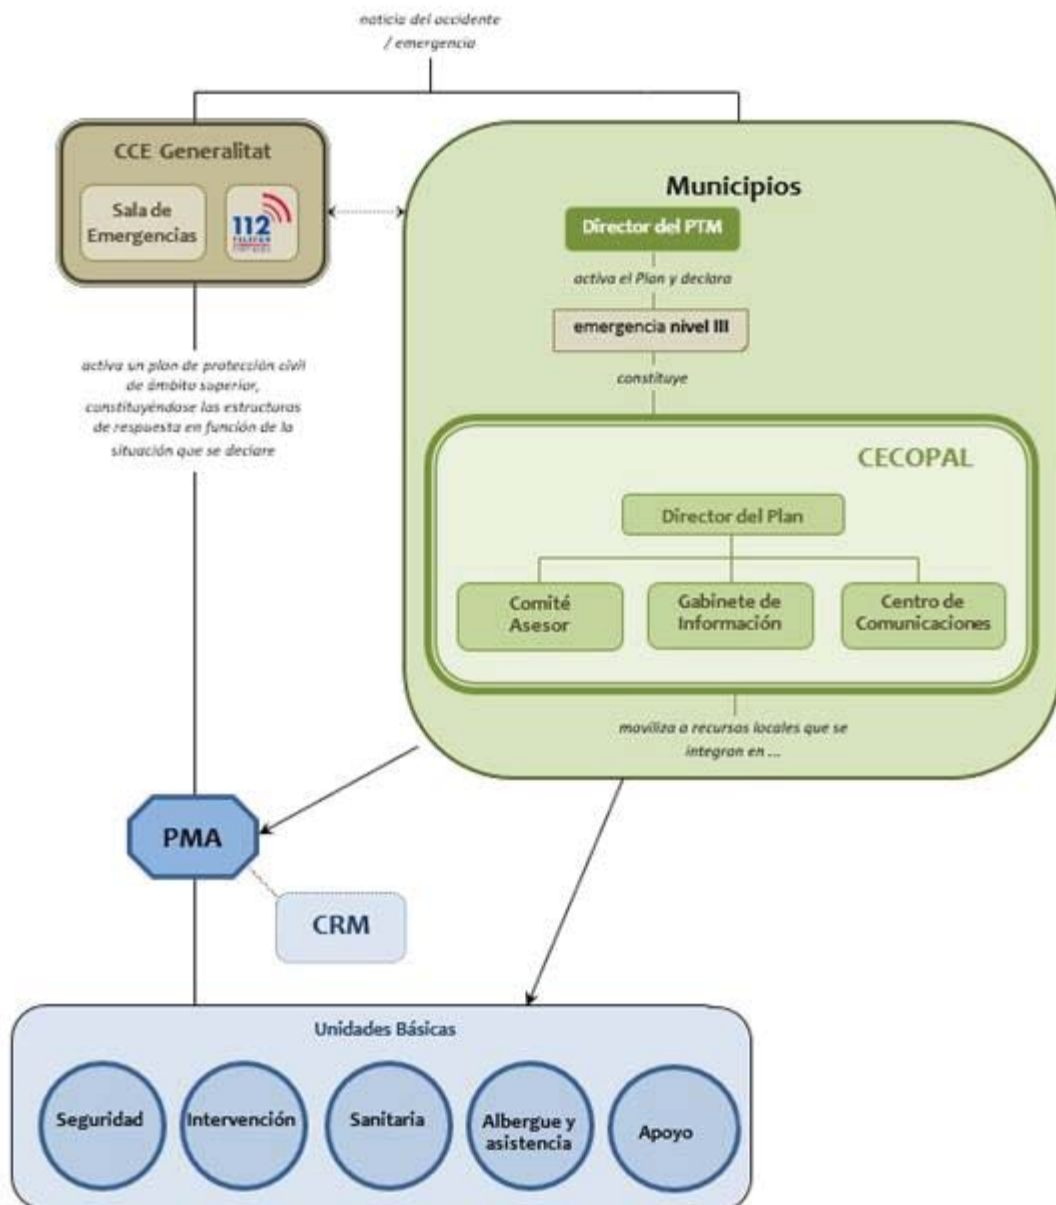 noticia del accidente
/ emergencia
CCE Generalitat
Sala de
Emergencias
112
Municipios
Director del PTM
activa el Plan y declara
emergencia nivel III
constituye
activa un plan de protección civil
de ámbito superior,
constituyéndose las estructuras
de respuesta en función de la
situación que se declare
CECOPAL
Director del Plan
Comité
Asesor
Gabinete de
Información
Centro de
Comunicaciones
moviliza a recursos locales que se
integran en ...
PMA
CRM
Unidades Básicas
Seguridad
Intervención
Sanitaria
Albergue y
asistencia
Apoyo